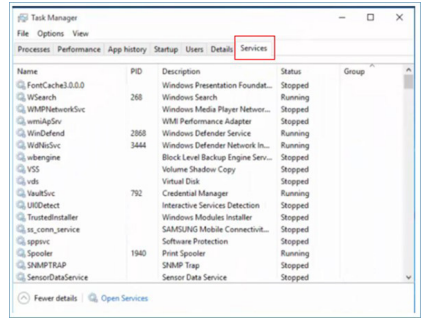 Task Manager
File Options View
Processes Performance App history Startup Users Details Services
Name PID Description Status Group
FontCache3.0.0.0 Windows Presentation Foundat... Stopped
WSearch 268 Windows Search Running
WMPNetworkSvc Windows Media Player Networ... Stopped
wmiApSrv WMI Performance Adapter Stopped
WinDefend 2868 Windows Defender Service Running
WdNisSvc 3444 Windows Defender Network In... Running
wbengine Block Level Backup Engine Serv... Stopped
VSS Volume Shadow Copy Stopped
vds Virtual Disk Stopped
VaultSvc 792 Credential Manager Running
UI0Detect Interactive Services Detection Stopped
TrustedInstaller Windows Modules Installer Stopped
ss_conn_service SAMSUNG Mobile Connectivit... Stopped
sppsvc Software Protection Stopped
Spooler 1940 Print Spooler Running
SNMPTRAP SNMP Trap Stopped
SensorDataService Sensor Data Service Stopped
Fewer details Open Services